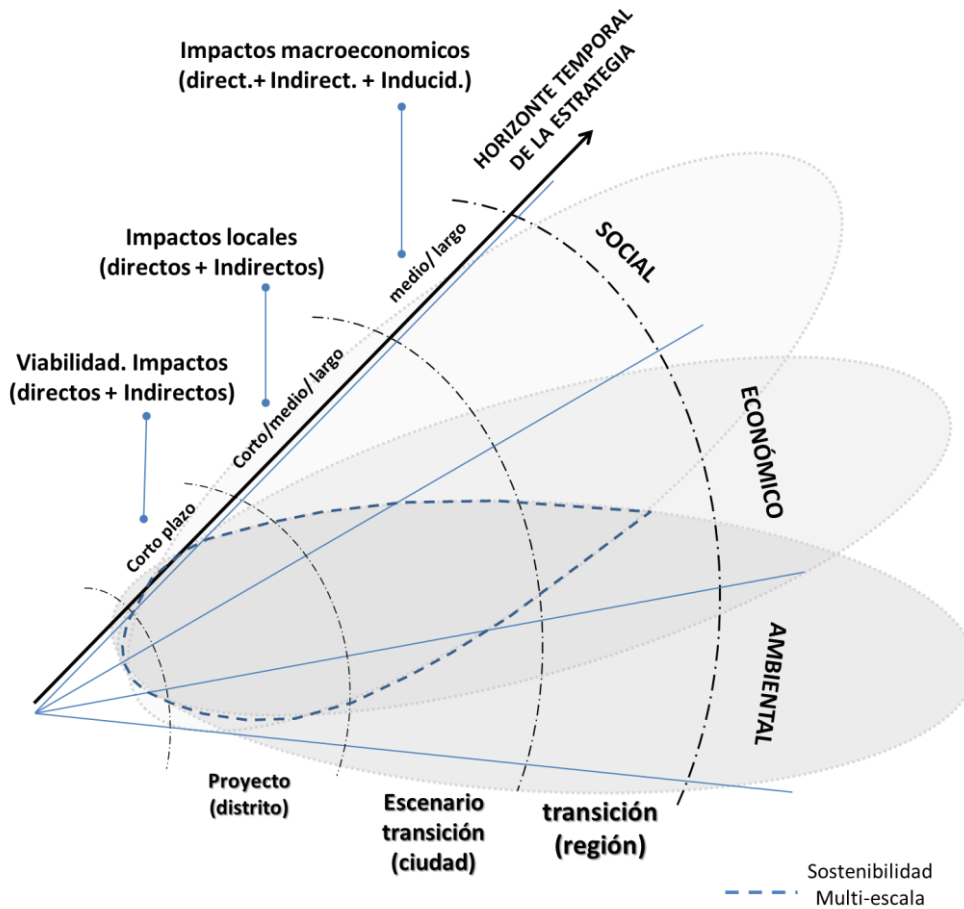 Impactos macroeconomicos
(direct.+ Indirect. + Inducid.)
HORIZONTE TEMPORAL
DE LA ESTRATEGIA
Impactos locales
(directos + Indirectos)
Viabilidad. Impactos
(directos + Indirectos)
medio/ largo
Corto/medio/ largo
Corto plazo
SOCIAL
ECONÓMICO
AMBIENTAL
Proyecto
(distrito)
Escenario
transición
(ciudad)
transición
(región)
Sostenibilidad
Multi-escala